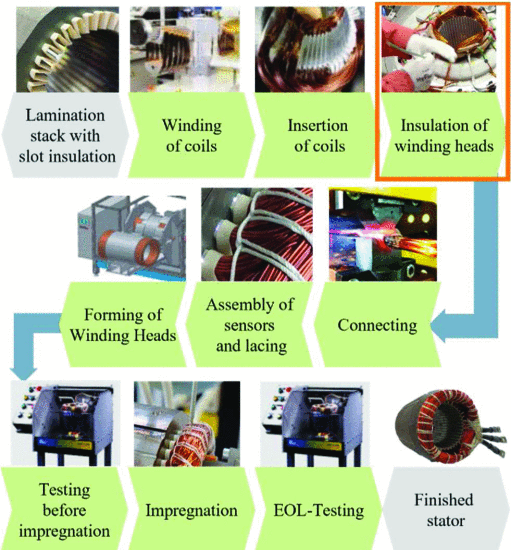 Lamination
stack with
slot insulation
Winding
of coils
Insertion
of coils
Insulation of
winding heads
Forming of
Winding Heads
Assembly of
sensors
and lacing
Connecting
Testing
before
impregnation
Impregnation
EOL-Testing
Finished
stator